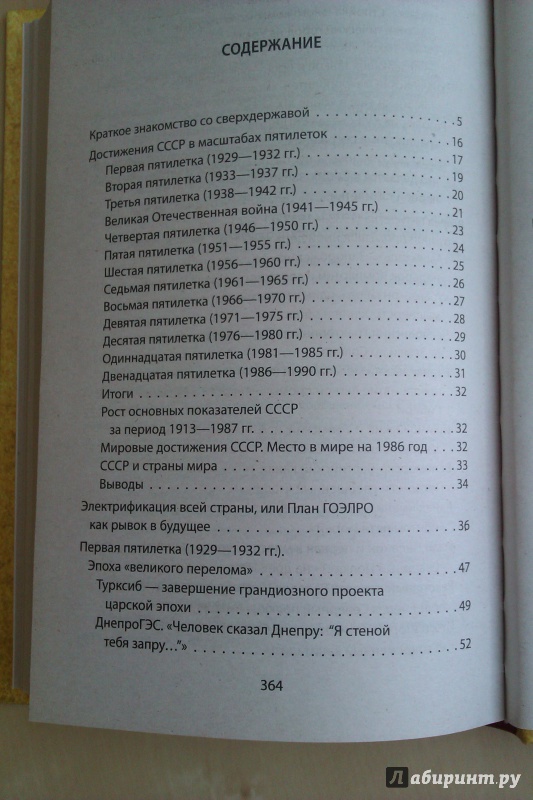 СОДЕРЖАНИЕ
Краткое знакомство со сверхдержавой . . . . . . . . . . . . . . . . 5
Достижения СССР в масштабах пятилеток . . . . . . . . . . . . . . 16
Первая пятилетка (1929—1932 гг.) . . . . . . . . . . . . . . . . 17
Вторая пятилетка (1933—1937 гг.) . . . . . . . . . . . . . . . . 19
Третья пятилетка (1938—1942 гг.) . . . . . . . . . . . . . . . . 20
Великая Отечественная война (1941—1945 гг.) . . . . . . . . 21
Четвертая пятилетка (1946—1950 гг.) . . . . . . . . . . . . . . 23
Пятая пятилетка (1951—1955 гг.) . . . . . . . . . . . . . . . . . 24
Шестая пятилетка (1956—1960 гг.) . . . . . . . . . . . . . . . . 25
Седьмая пятилетка (1961—1965 гг.) . . . . . . . . . . . . . . . 26
Восьмая пятилетка (1966—1970 гг.) . . . . . . . . . . . . . . . 27
Девятая пятилетка (1971—1975 гг.) . . . . . . . . . . . . . . . 28
Десятая пятилетка (1976—1980 гг.) . . . . . . . . . . . . . . . 29
Одиннадцатая пятилетка (1981—1985 гг.) . . . . . . . . . . . 30
Двенадцатая пятилетка (1986—1990 гг.) . . . . . . . . . . . . 31
Итоги . . . . . . . . . . . . . . . . . . . . . . . . . . . . . . . . 32
Рост основных показателей СССР
за период 1913—1987 гг. . . . . . . . . . . . . . . . . . . . . . 32
Мировые достижения СССР. Место в мире на 1986 год . . 32
СССР и страны мира . . . . . . . . . . . . . . . . . . . . . . . . 33
Выводы . . . . . . . . . . . . . . . . . . . . . . . . . . . . . . . 34
Электрификация всей страны, или План ГОЭЛРО
как рывок в будущее . . . . . . . . . . . . . . . . . . . . . . . . 36
Первая пятилетка (1929—1932 гг.).
Эпоха «великого перелома» . . . . . . . . . . . . . . . . . . . . 47
Турксиб — завершение грандиозного проекта
царской эпохи . . . . . . . . . . . . . . . . . . . . . . . . . . . 49
ДнепроГЭС. «Человек сказал Днепру: “Я стеной
тебя запру...”» . . . . . . . . . . . . . . . . . . . . . . . . . . . 52
364
Лабиринт.ру